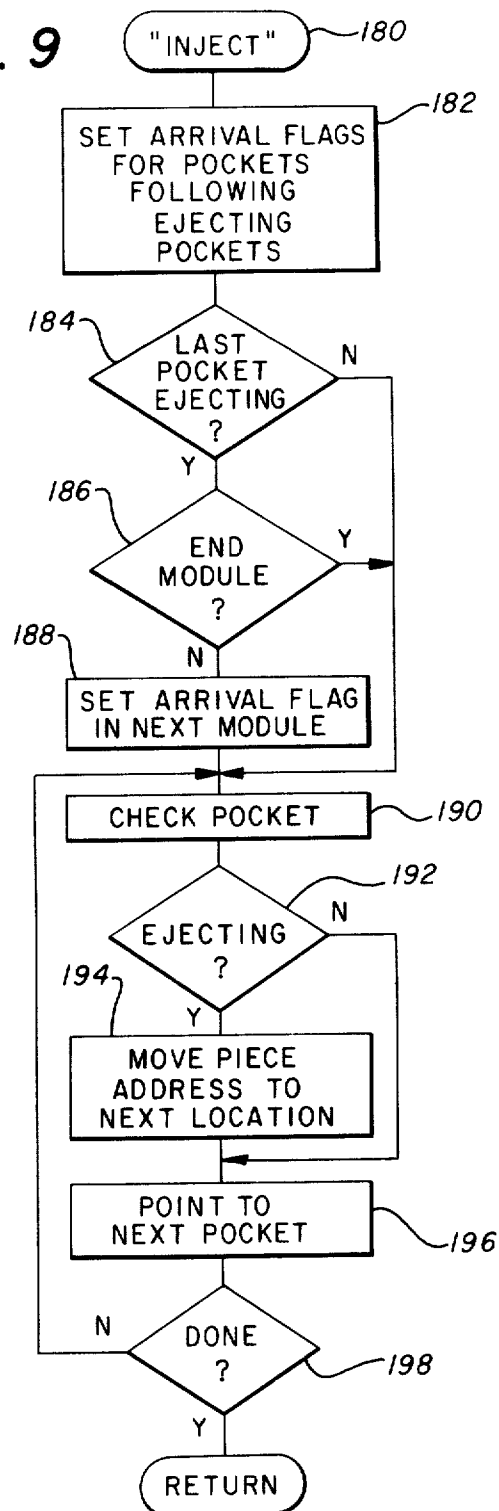 . 9
"INJECT"
180
182
SET ARRIVAL FLAGS
FOR POCKETS
FOLLOWING
EJECTING
POCKETS
184
LAST
POCKET
EJECTING
?
N
Y
186
END
MODULE
?
Y
N
188
SET ARRIVAL FLAG
IN NEXT MODULE
CHECK POCKET
190
192
EJECTING
?
N
Y
194
MOVE PIECE
ADDRESS TO
NEXT LOCATION
POINT TO
NEXT POCKET
196
N
DONE
?
198
Y
RETURN